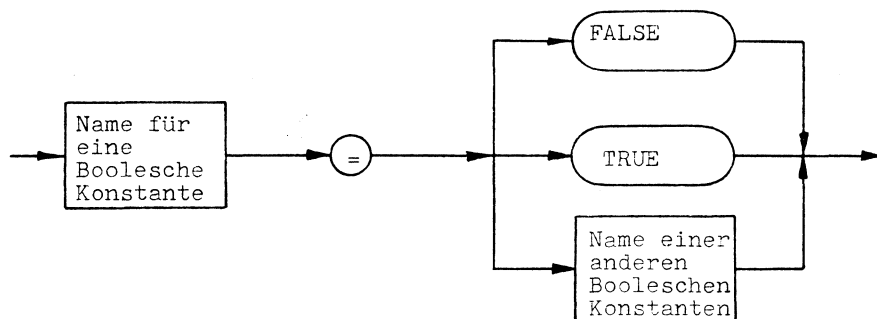 FALSE
Name für
eine
Boolesche
Konstante
=
TRUE
Name einer
anderen
Booleschen
Konstanten